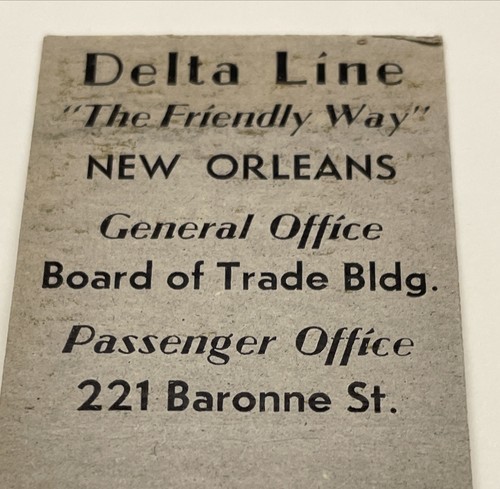 Delta Line
"The Friendly Way"
NEW ORLEANS
General Office
Board of Trade Bldg.
Passenger Office
221 Baronne St.